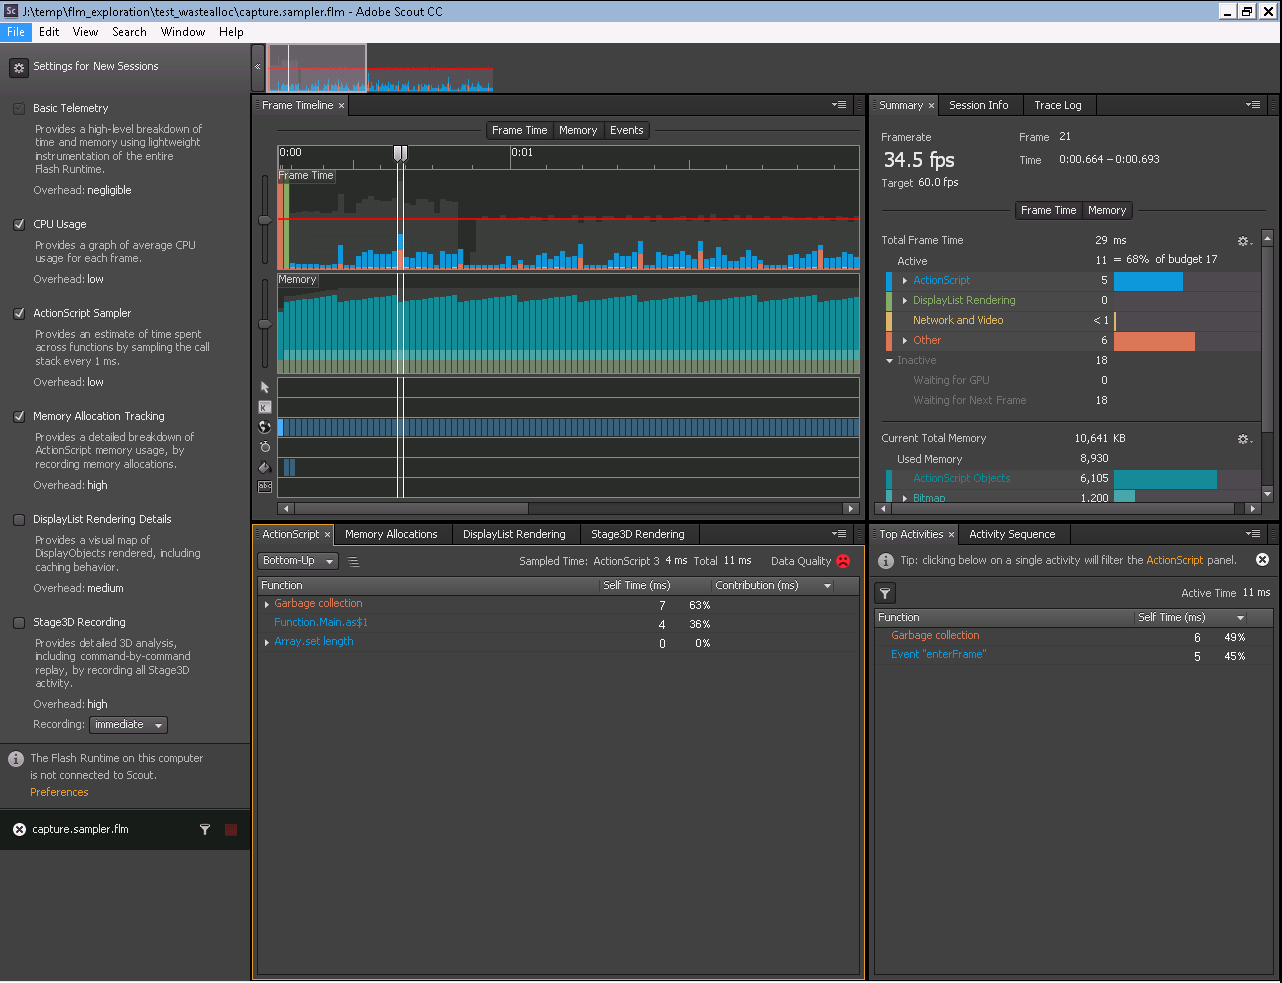 Sc J:\temp\flm_exploration\test_wastealloc\capture.sampler.flm - Adobe Scout CC
File Edit View Search Window Help
Settings for New Sessions
Basic Telemetry
Provides a high-level breakdown of
time and memory using lightweight
instrumentation of the entire
Flash Runtime.
Overhead: negligible
CPU Usage
Provides a graph of average CPU
usage for each frame.
Overhead: low
ActionScript Sampler
Provides an estimate of time spent
across functions by sampling the call
stack every 1 ms.
Overhead: low
Memory Allocation Tracking
Provides a detailed breakdown of
ActionScript memory usage, by
recording memory allocations.
Overhead: high
DisplayList Rendering Details
Provides a visual map of
DisplayObjects rendered, including
caching behavior.
Overhead: medium
Stage3D Recording
Provides detailed 3D analysis,
including command-by-command
replay, by recording all Stage3D
activity.
Overhead: high
Recording: immediate
The Flash Runtime on this computer
is not connected to Scout.
Preferences
capture.sampler.flm
«
Frame Timeline ×
Frame Time Memory Events
0:00 0:01
Frame Time
Memory
abc
Summary × Session Info Trace Log
Framerate
34.5 fps
Target 60.0 fps
Frame 21
Time 0:00.664 – 0:00.693
Frame Time Memory
Total Frame Time 29 ms
Active 11 = 68% of budget 17
ActionScript 5
DisplayList Rendering 0
Network and Video < 1
Other 6
Inactive 18
Waiting for GPU 0
Waiting for Next Frame 18
Current Total Memory 10,641 KB
Used Memory 8,930
ActionScript Objects 6,105
Bitmap 1,200
ActionScript × Memory Allocations DisplayList Rendering Stage3D Rendering
Bottom-Up Sampled Time: ActionScript 3 4 ms Total 11 ms Data Quality
Function Self Time (ms) Contribution (ms)
Garbage collection 7 63%
Function.Main.as$1 4 36%
Array.set length 0 0%
Top Activities × Activity Sequence
Tip: clicking below on a single activity will filter the ActionScript panel.
Active Time 11 ms
Function Self Time (ms)
Garbage collection 6 49%
Event "enterFrame" 5 45%